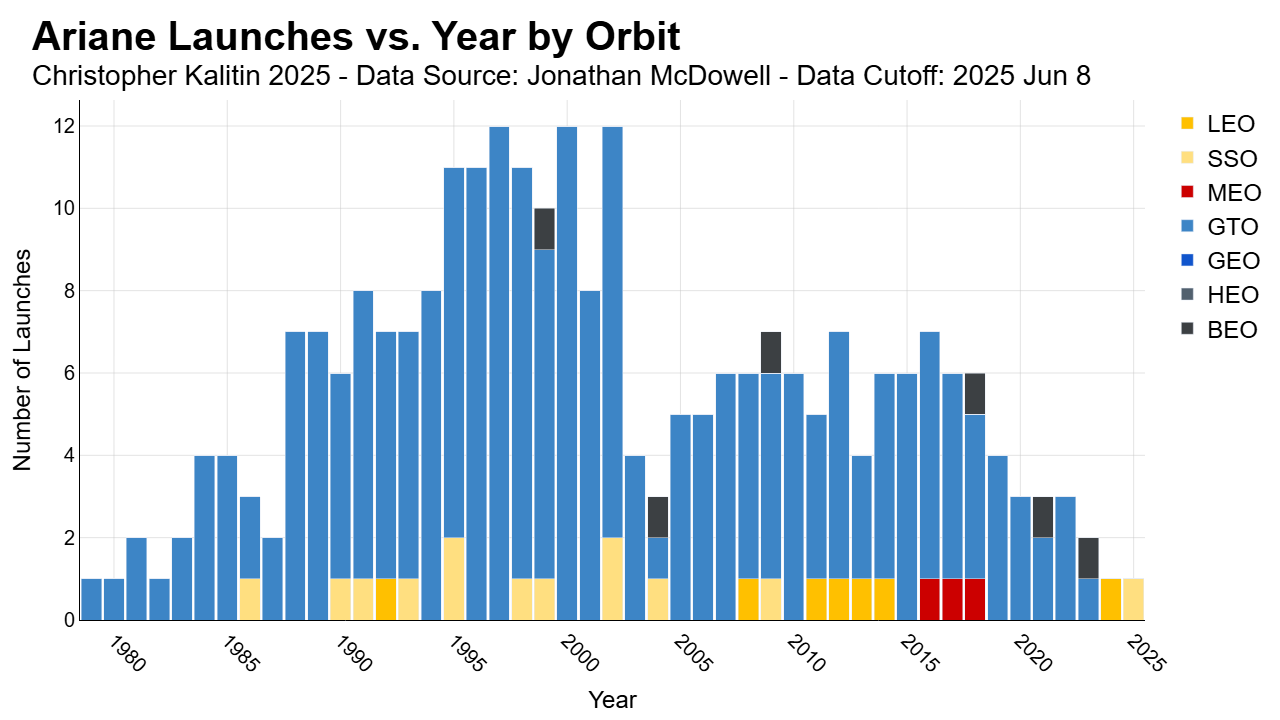 Ariane Launches vs. Year by Orbit
Christopher Kalitin 2025 - Data Source: Jonathan McDowell - Data Cutoff: 2025 Jun 8
Number of Launches
12
10
8
6
4
2
0
1980
1985
1990
1995
2000
2005
2010
2015
2020
2025
Year
LEO
SSO
MEO
GTO
GEO
HEO
BEO